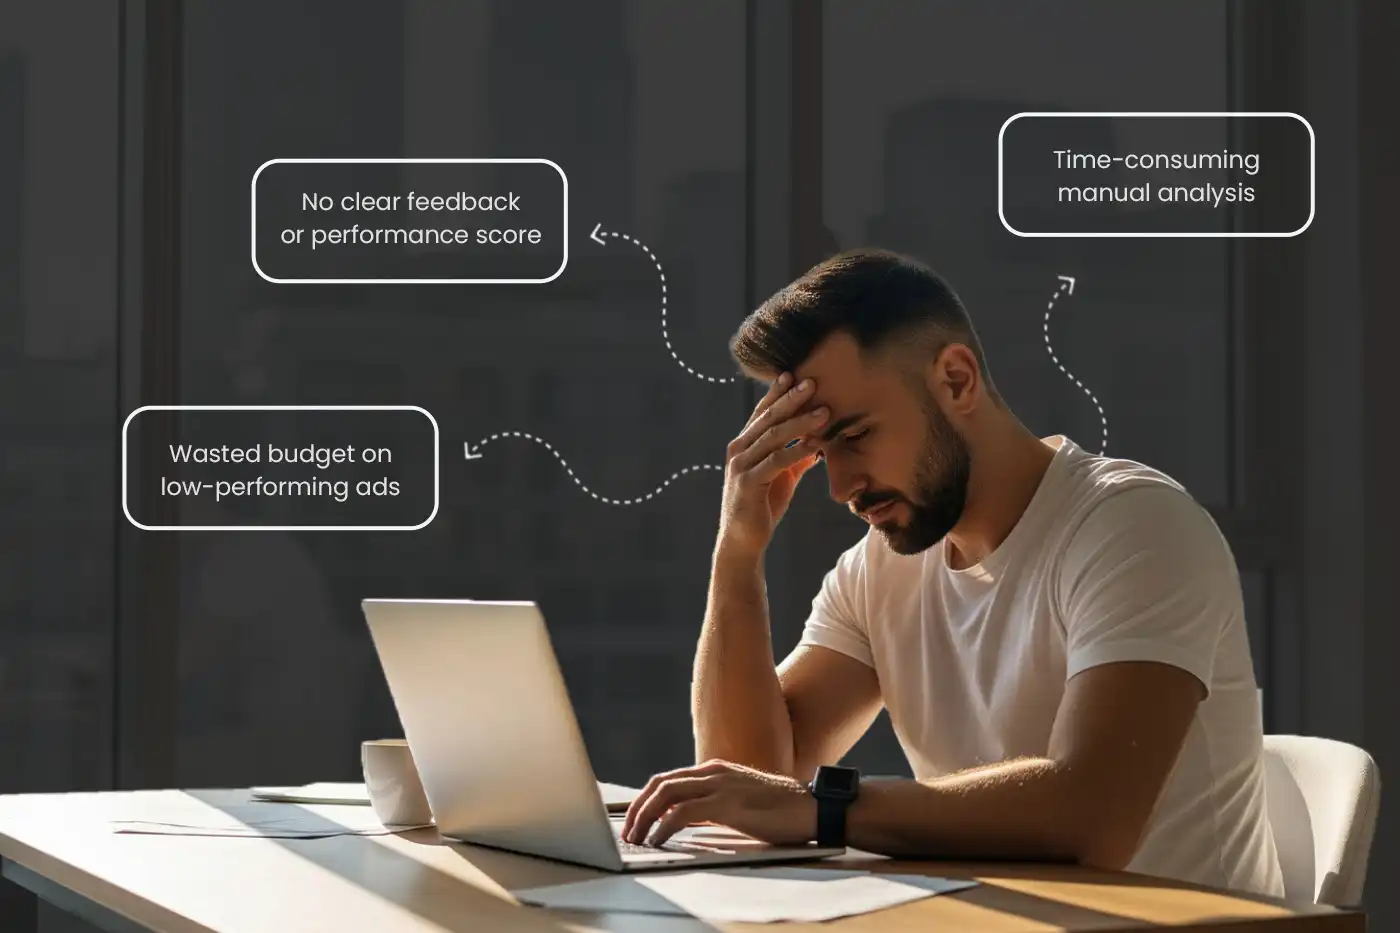 No clear feedback
or performance score
Time-consuming
manual analysis
Wasted budget on
low-performing ads